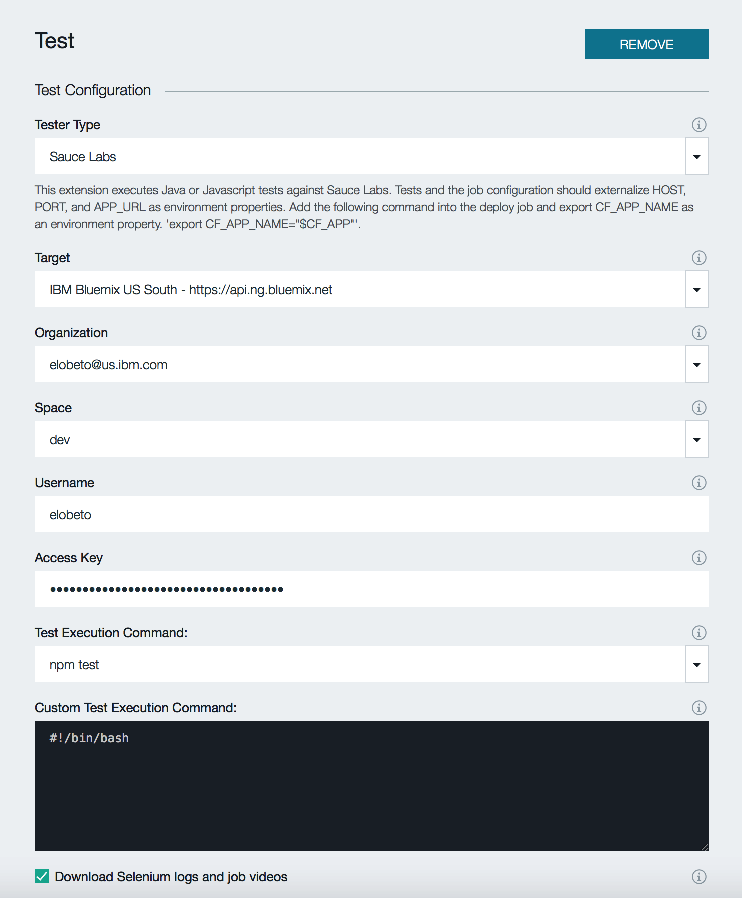 Test
REMOVE
Test Configuration
Tester Type
Sauce Labs
This extension executes Java or Javascript tests against Sauce Labs. Tests and the job configuration should externalize HOST,
PORT, and APP_URL as environment properties. Add the following command into the deploy job and export CF_APP_NAME as
an environment property. 'export CF_APP_NAME="$CF_APP"'.
Target
IBM Bluemix US South - https://api.ng.bluemix.net
Organization
elobeto@us.ibm.com
Space
dev
Username
elobeto
Access Key
Test Execution Command:
npm test
Custom Test Execution Command:
#!/bin/bash
Download Selenium logs and job videos